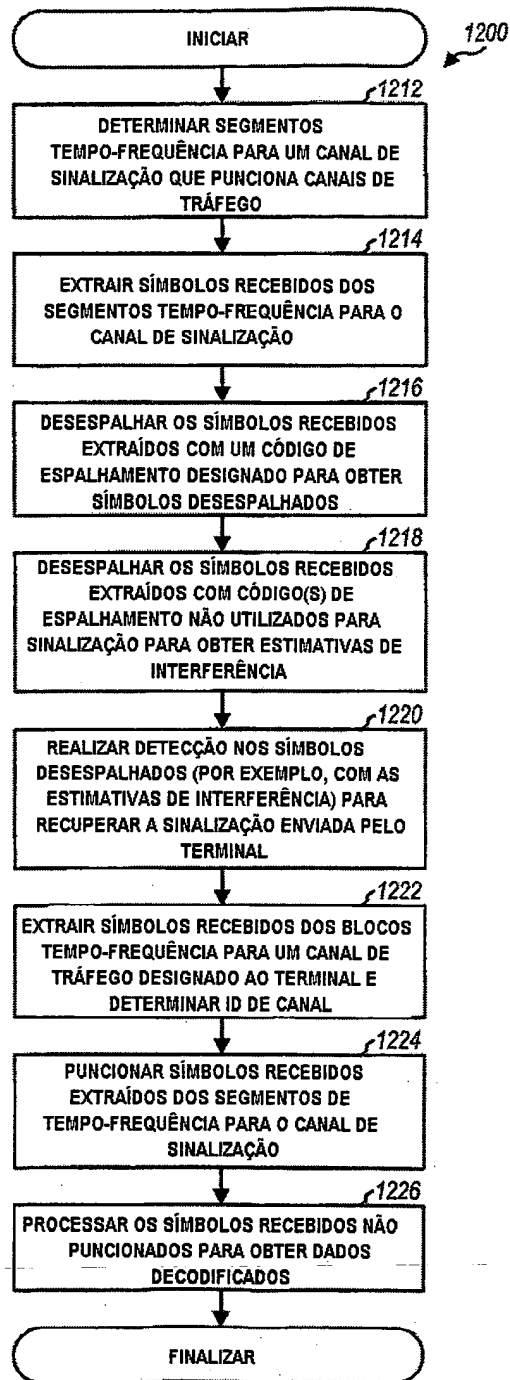 INICIAR
1200
1212
DETERMINAR SEGMENTOS
TEMPO-FREQUÊNCIA PARA UM CANAL DE
SINALIZAÇÃO QUE PUNCIONA CANAIS DE
TRÁFEGO
1214
EXTRAIR SÍMBOLOS RECEBIDOS DOS
SEGMENTOS TEMPO-FREQUÊNCIA PARA O
CANAL DE SINALIZAÇÃO
1216
DESESPALHAR OS SÍMBOLOS RECEBIDOS
EXTRAÍDOS COM UM CÓDIGO DE
ESPALHAMENTO DESIGNADO PARA OBTER
SÍMBOLOS DESESPALHADOS
1218
DESESPALHAR OS SÍMBOLOS RECEBIDOS
EXTRAÍDOS COM CÓDIGO(S) DE
ESPALHAMENTO NÃO UTILIZADOS PARA
SINALIZAÇÃO PARA OBTER ESTIMATIVAS DE
INTERFERÊNCIA
1220
REALIZAR DETECÇÃO NOS SÍMBOLOS
DESESPALHADOS (POR EXEMPLO, COM AS
ESTIMATIVAS DE INTERFERÊNCIA) PARA
RECUPERAR A SINALIZAÇÃO ENVIADA PELO
TERMINAL
1222
EXTRAIR SÍMBOLOS RECEBIDOS DOS BLOCOS
TEMPO-FREQUÊNCIA PARA UM CANAL DE
TRÁFEGO DESIGNADO AO TERMINAL E
DETERMINAR ID DE CANAL
1224
PUNCIONAR SÍMBOLOS RECEBIDOS
EXTRAÍDOS DOS SEGMENTOS DE
TEMPO-FREQUÊNCIA PARA O CANAL DE
SINALIZAÇÃO
1226
PROCESSAR OS SÍMBOLOS RECEBIDOS NÃO
PUNCIONADOS PARA OBTER DADOS
DECODIFICADOS
FINALIZAR